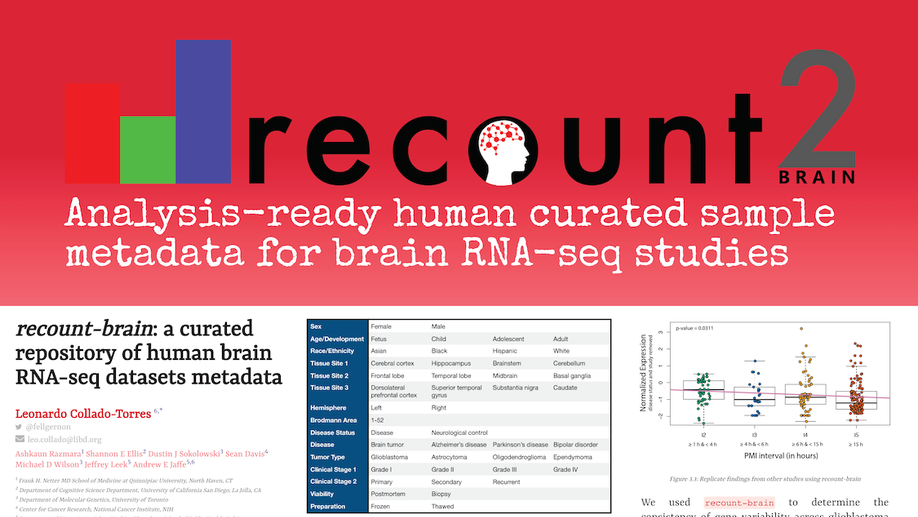 recount2
BRAIN
Analysis-ready human curated sample
metadata for brain RNA-seq studies
recount-brain: a curated
repository of human brain
RNA-seq datasets metadata
Leonardo Collado-Torres 6,*
@fellgernon
leo.collado@libd.org
Ashkaun Razmara1 Shannon E Ellis2 Dustin J Sokolowski3 Sean Davis4
Michael D Wilson3 Jeffrey Leek5 Andrew E Jaffe5,6
1 Frank H. Netter MD School of Medicine at Quinnipiac University, North Haven, CT
2 Department of Cognitive Science Department, University of California San Diego, La Jolla, CA
3 Department of Molecular Genetics, University of Toronto
4 Center for Cancer Research, National Cancer Institute, NIH
Sex Female Male
Age/Development Fetus Child Adolescent Adult
Race/Ethnicity Asian Black Hispanic White
Tissue Site 1 Cerebral cortex Hippocampus Brainstem Cerebellum
Tissue Site 2 Frontal lobe Temporal lobe Midbrain Basal ganglia
Tissue Site 3 Dorsolateral prefrontal cortex Superior temporal gyrus Substantia nigra Caudate
Hemisphere Left Right
Brodmann Area 1-52
Disease Status Disease Neurological control
Disease Brain tumor Alzheimer's disease Parkinson's disease Bipolar disorder
Tumor Type Glioblastoma Astrocytoma Oligodendroglioma Ependymoma
Clinical Stage 1 Grade I Grade II Grade III Grade IV
Clinical Stage 2 Primary Secondary Recurrent
Viability Postmortem Biopsy
Preparation Frozen Thawed
p-value = 0.0311
Normalized Expression
disease status and study removed
3
2
1
0
−1
−2
I2 I3 I4 I5
≥ 1 h & < 4 h ≥ 4 & < 6 h ≥ 6 h & < 15 h ≥ 15 h
PMI interval (in hours)
Figure 3.3: Replicate findings from other studies using recount-brain
We used recount-brain to determine the
consistency of gene variability across glioblastoma